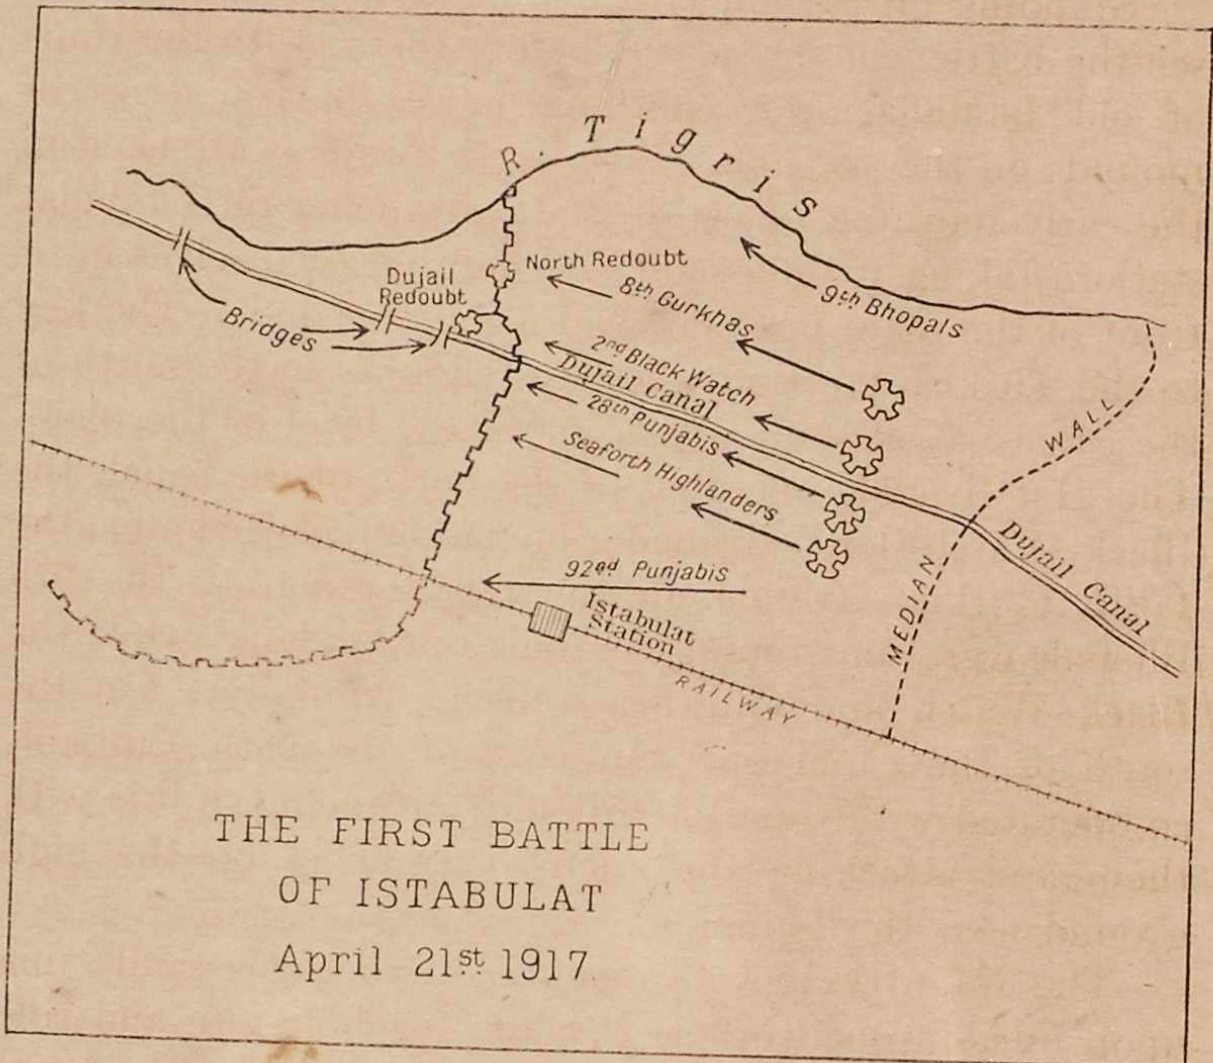 R. Tigris
North Redoubt
Dujail
Redoubt
Bridges
8th Gurkhas
9th Bhopals
2nd Black Watch
Dujail Canal
28th Punjabis
Seaforth Highlanders
WALL
MEDIAN
Dujail Canal
92nd Punjabis
Istabulat
Station
RAILWAY
THE FIRST BATTLE
OF ISTABULAT
April 21st 1917